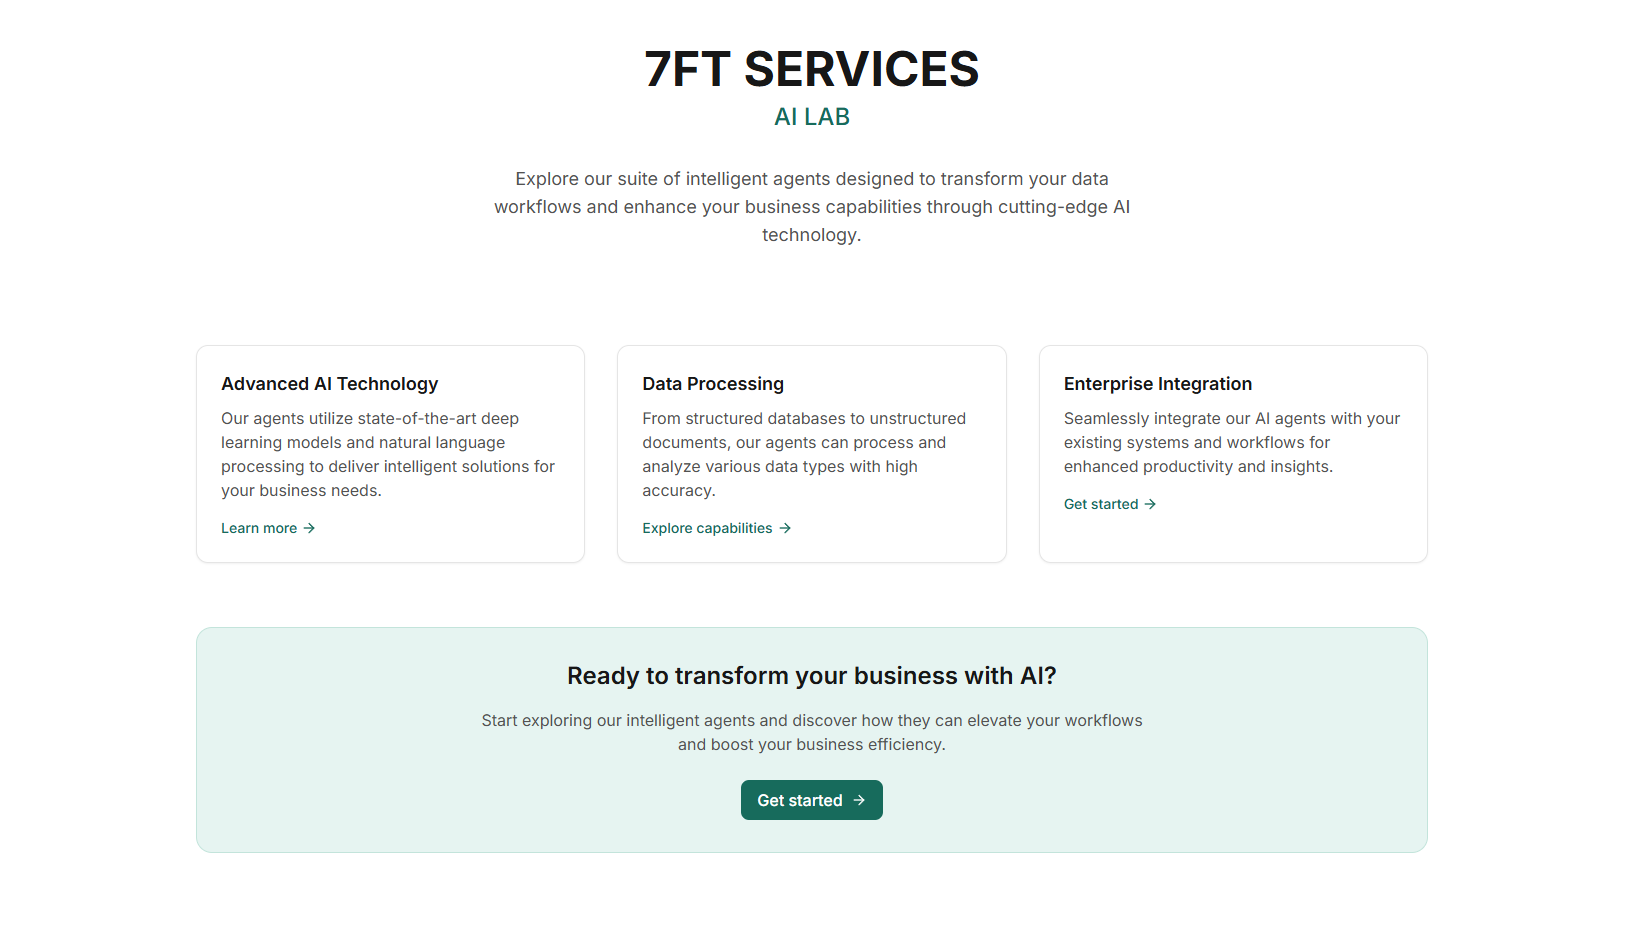 7FT SERVICES
AI LAB
Explore our suite of intelligent agents designed to transform your data
workflows and enhance your business capabilities through cutting-edge AI
technology.
Advanced AI Technology
Our agents utilize state-of-the-art deep
learning models and natural language
processing to deliver intelligent solutions for
your business needs.
Learn more →
Data Processing
From structured databases to unstructured
documents, our agents can process and
analyze various data types with high
accuracy.
Explore capabilities →
Enterprise Integration
Seamlessly integrate our AI agents with your
existing systems and workflows for
enhanced productivity and insights.
Get started →
Ready to transform your business with AI?
Start exploring our intelligent agents and discover how they can elevate your workflows
and boost your business efficiency.
Get started →